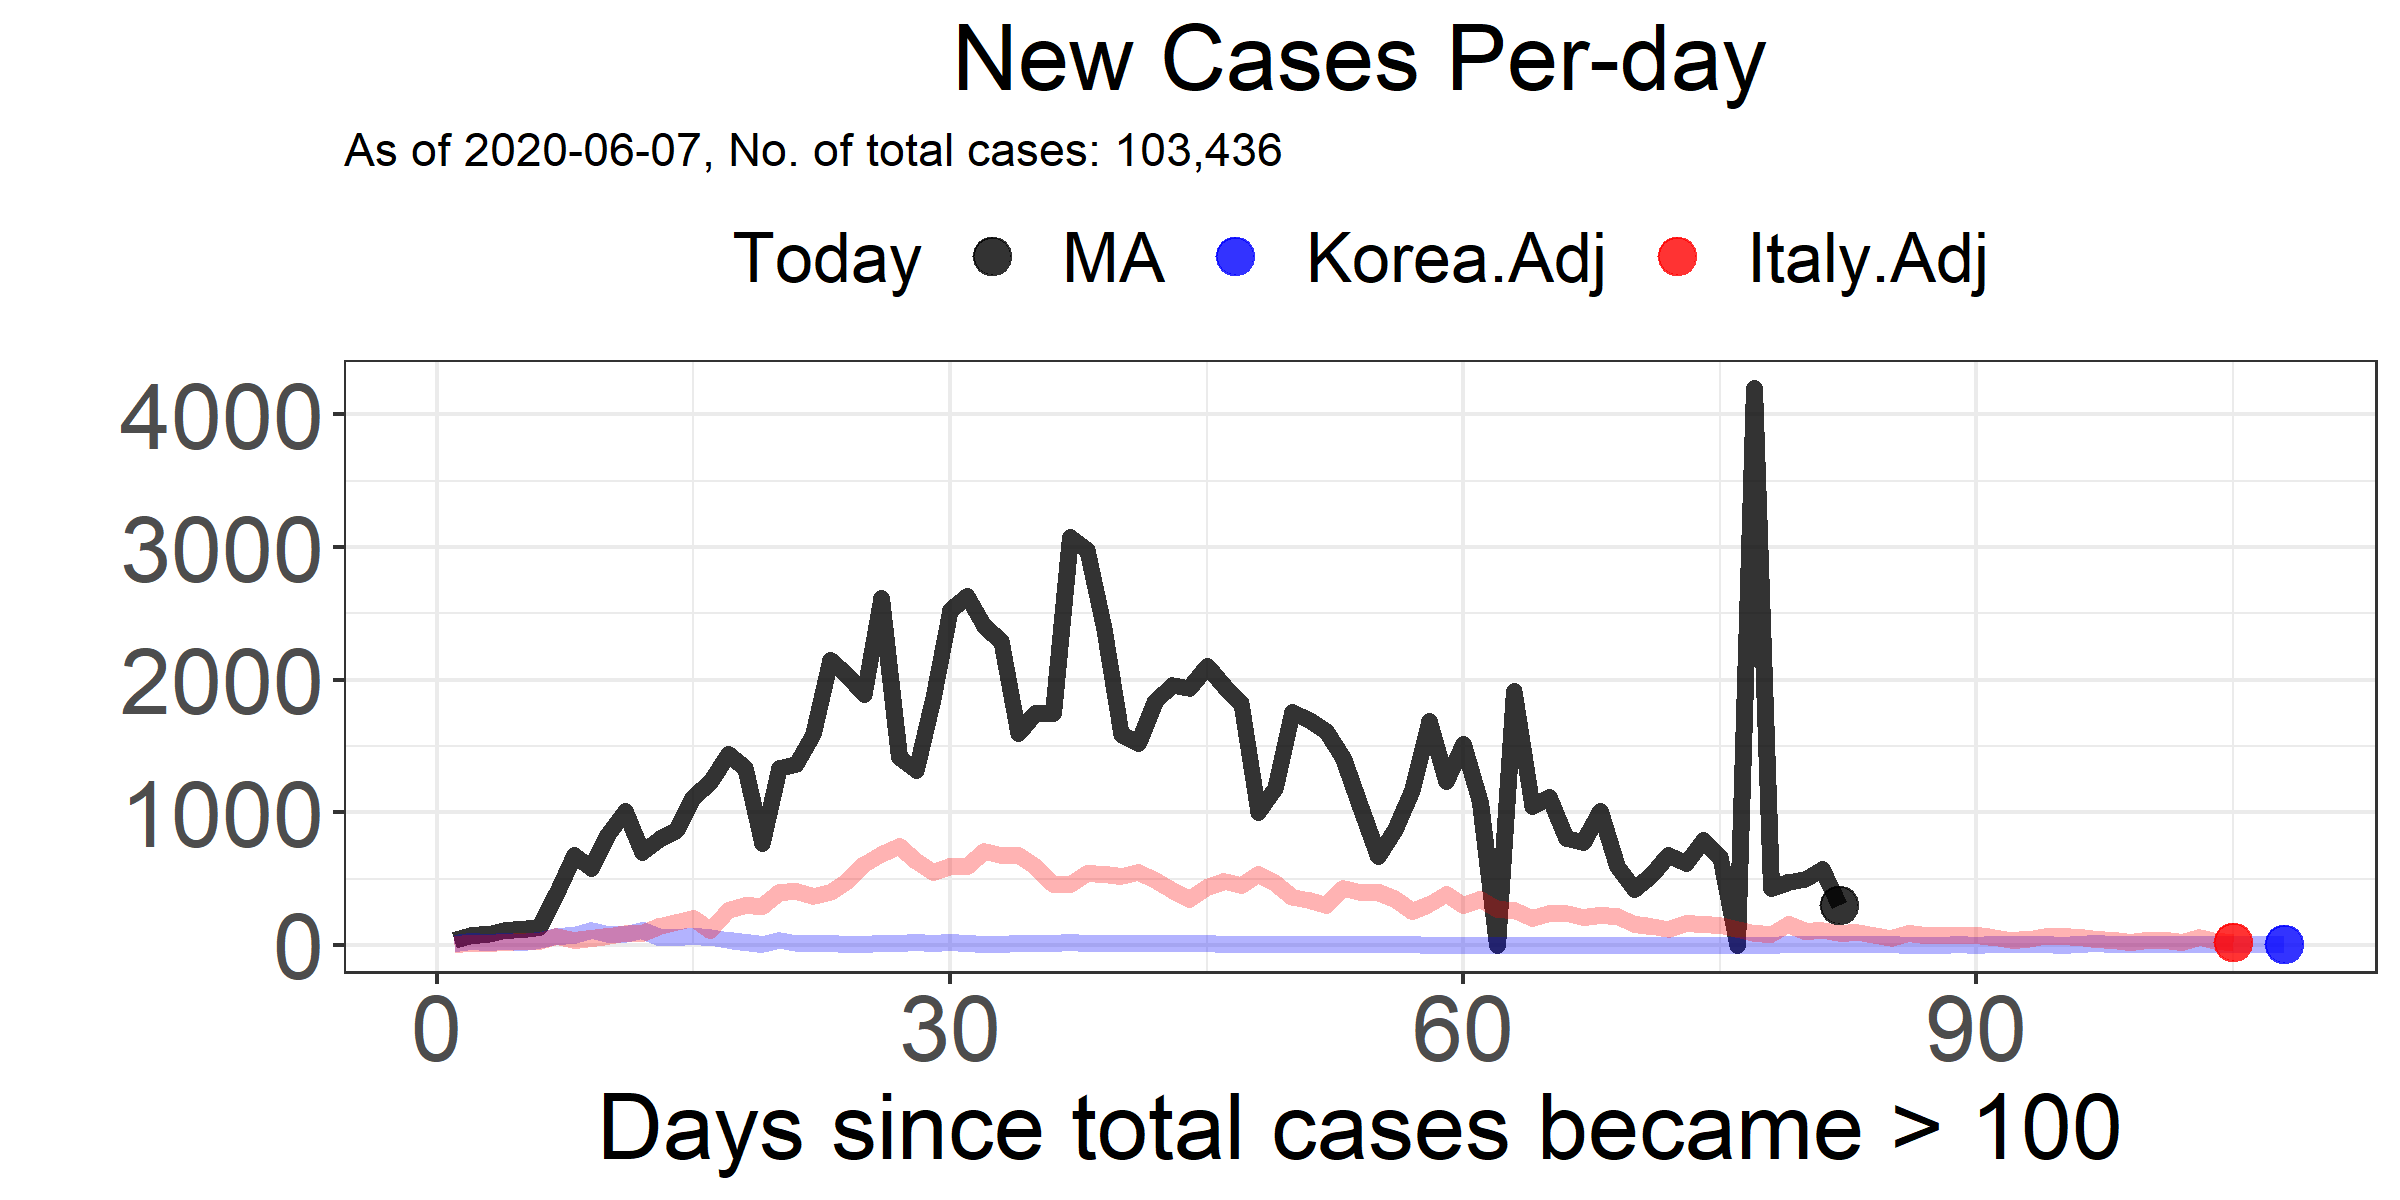 New Cases Per-day
As of 2020-06-07, No. of total cases: 103,436
Today MA Korea.Adj Italy.Adj
4000
3000
2000
1000
0
0 30 60 90
Days since total cases became > 100